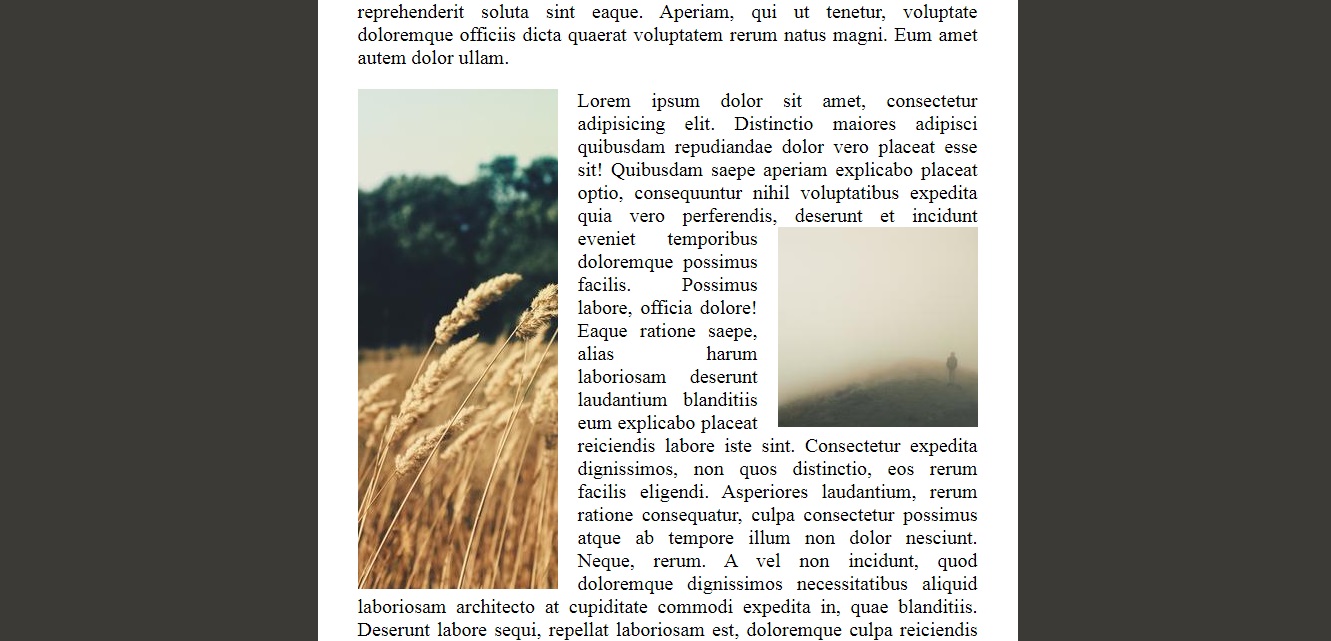 reprehenderit soluta sint eaque. Aperiam, qui ut tenetur, voluptate
doloremque officiis dicta quaerat voluptatem rerum natus magni. Eum amet
autem dolor ullam.
Lorem ipsum dolor sit amet, consectetur
adipisicing elit. Distinctio maiores adipisci
quibusdam repudiandae dolor vero placeat esse
sit! Quibusdam saepe aperiam explicabo placeat
optio, consequuntur nihil voluptatibus expedita
quia vero perferendis, deserunt et incidunt
eveniet temporibus
doloremque possimus
facilis. Possimus
labore, officia dolore!
Eaque ratione saepe,
alias harum
laboriosam deserunt
laudantium blanditiis
eum explicabo placeat
reiciendis labore iste sint. Consectetur expedita
dignissimos, non quos distinctio, eos rerum
facilis eligendi. Asperiores laudantium, rerum
ratione consequatur, culpa consectetur possimus
atque ab tempore illum non dolor nesciunt.
Neque, rerum. A vel non incidunt, quod
doloremque dignissimos necessitatibus aliquid
laboriosam architecto at cupiditate commodi expedita in, quae blanditiis.
Deserunt labore sequi, repellat laboriosam est, doloremque culpa reiciendis